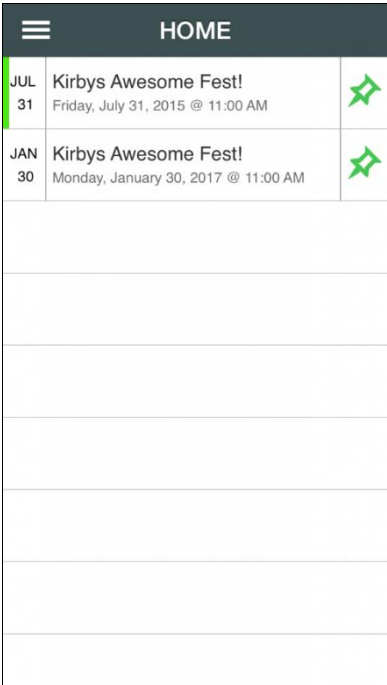 HOME
JUL
31
Kirbys Awesome Fest!
Friday, July 31, 2015 @ 11:00 AM
JAN
30
Kirbys Awesome Fest!
Monday, January 30, 2017 @ 11:00 AM